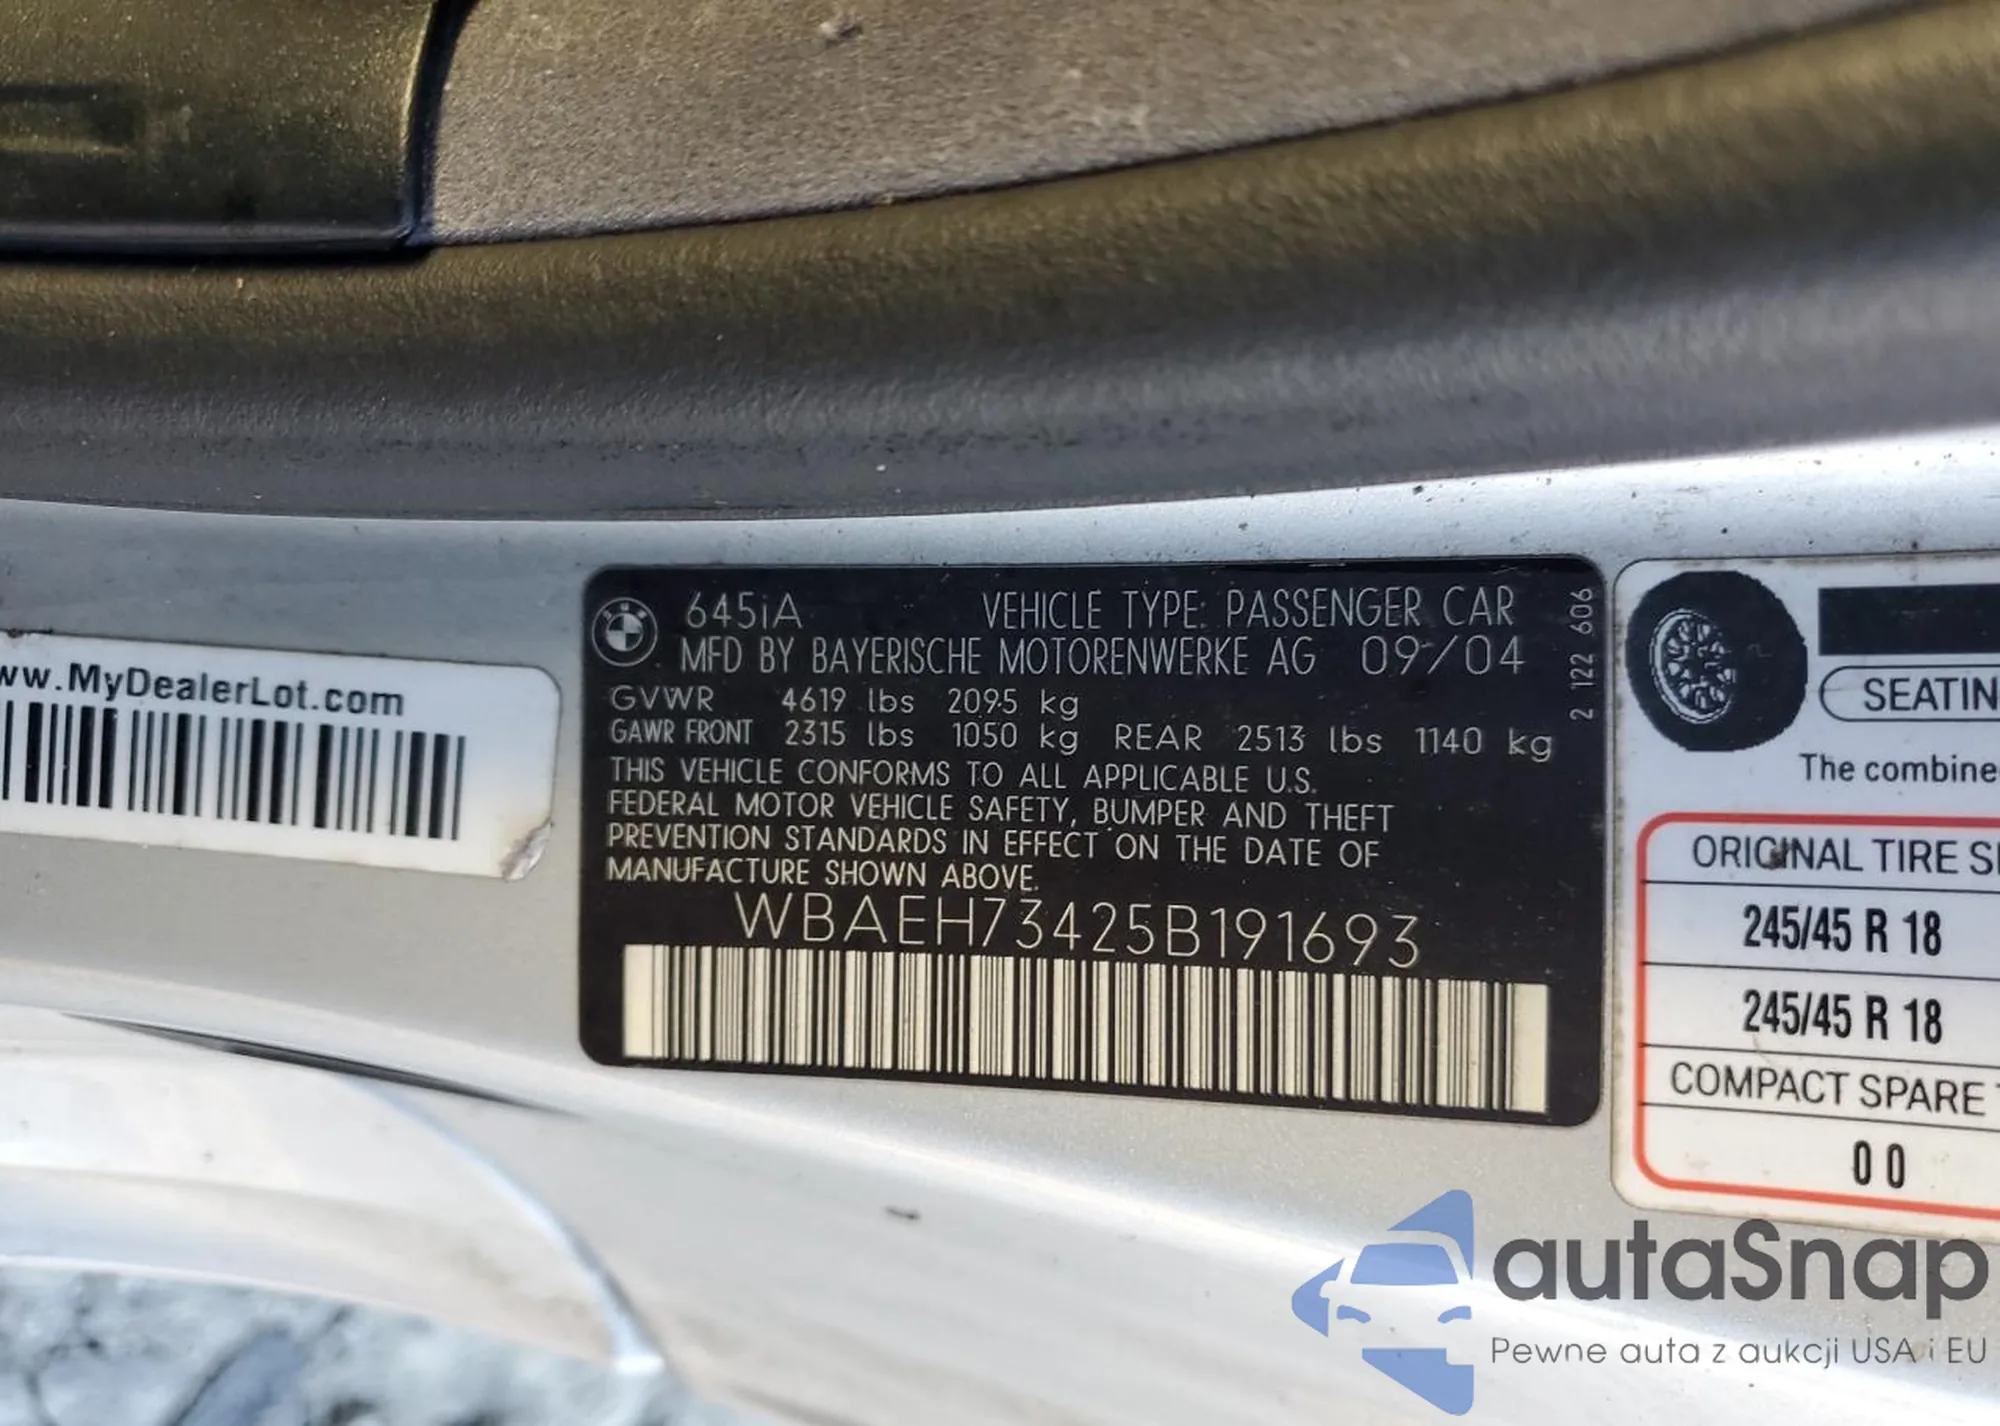 ww.MyDealerLot.com
645iA VEHICLE TYPE: PASSENGER CAR
MFD BY BAYERISCHE MOTORENWERKE AG 09/04
GVWR 4619 lbs 2095 kg
GAWR FRONT 2315 lbs 1050 kg REAR 2513 lbs 1140 kg
THIS VEHICLE CONFORMS TO ALL APPLICABLE U.S.
FEDERAL MOTOR VEHICLE SAFETY, BUMPER AND THEFT
PREVENTION STANDARDS IN EFFECT ON THE DATE OF
MANUFACTURE SHOWN ABOVE.
WBAEH73425B191693
2 122 606
SEATIN
The combine
ORIGINAL TIRE SI
245/45 R 18
245/45 R 18
COMPACT SPARE T
0 0
autaSnap
Pewne auta z aukcji USA i EU